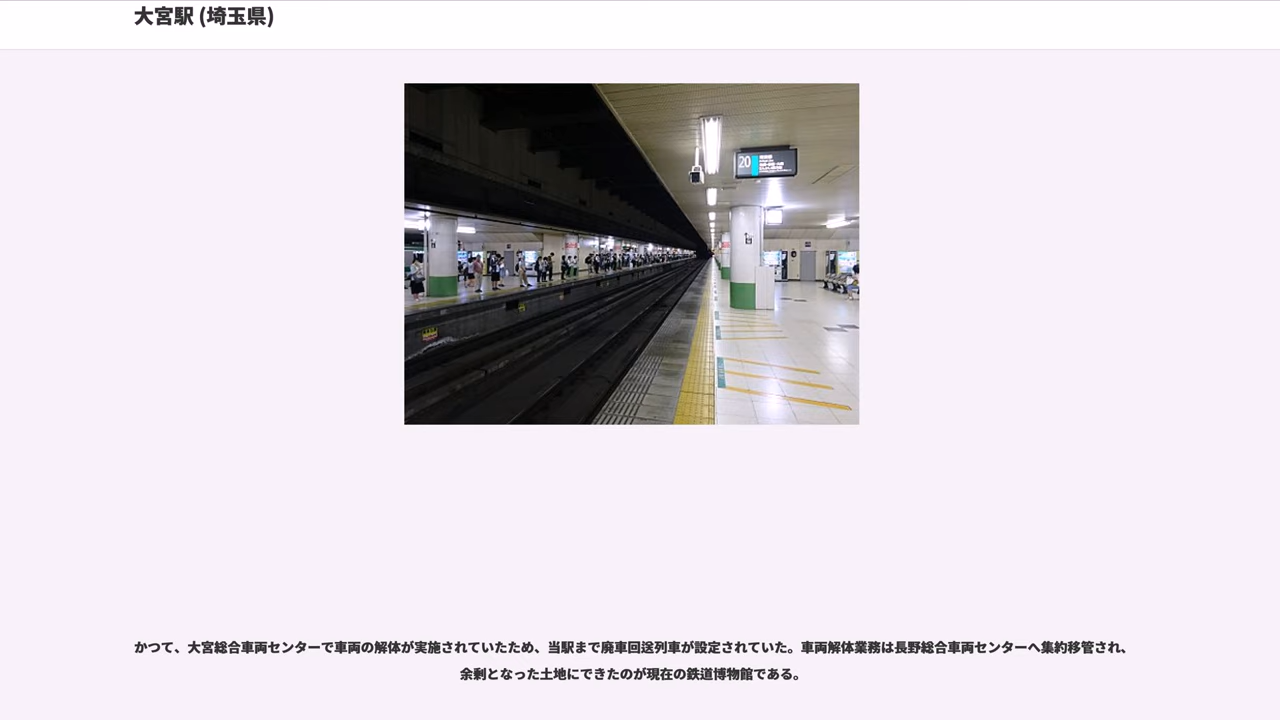 大宮駅 (埼玉県)
20
かつて、大宮総合車両センターで車両の解体が実施されていたため、当駅まで廃車回送列車が設定されていた。車両解体業務は長野総合車両センターへ集約移管され、
余剰となった土地にできたのが現在の鉄道博物館である。